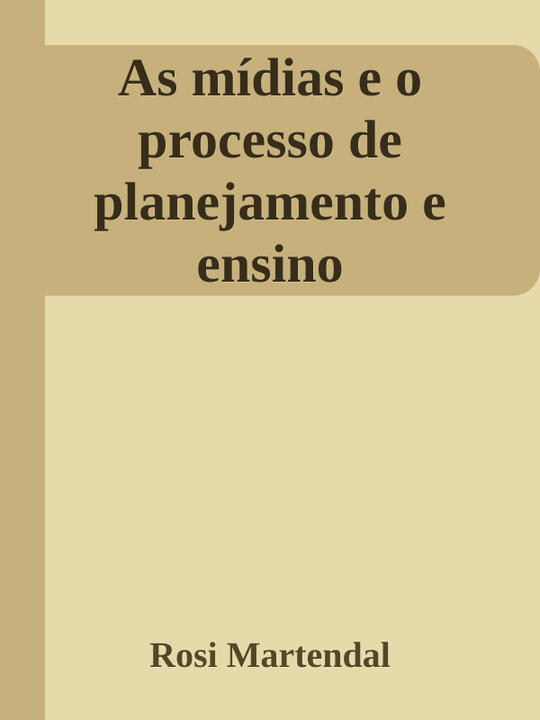 As mídias e o
processo de
planejamento e
ensino
Rosi Martendal